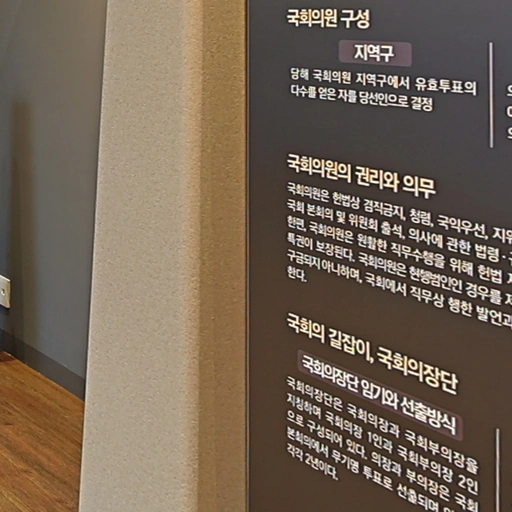 국회의원 구성
지역구
당해 국회의원 지역구에서 유효투표의
다수를 얻은 자를 당선인으로 결정
국회의원의 권리와 의무
국회의원은 헌법상 겸직금지, 청렴, 국익우선, 지위
국회 본회의 및 위원회 출석, 의사에 관한 법령·
한편, 국회의원은 원활한 직무수행을 위해 헌법
특권이 보장된다. 국회의원은 현행범인인 경우를 제
구금되지 아니하며, 국회에서 직무상 행한 발언과
한다.
국회의 길잡이, 국회의장단
국회의장단 임기와 선출방식
국회의장단은 국회의장과 국회부의장을
지칭하며 국회의장 1인과 국회부의장 2인
으로 구성되어 있다. 의장과 부의장은 국회
본회의에서 무기명 투표로 선출되며
각각 2년이다.